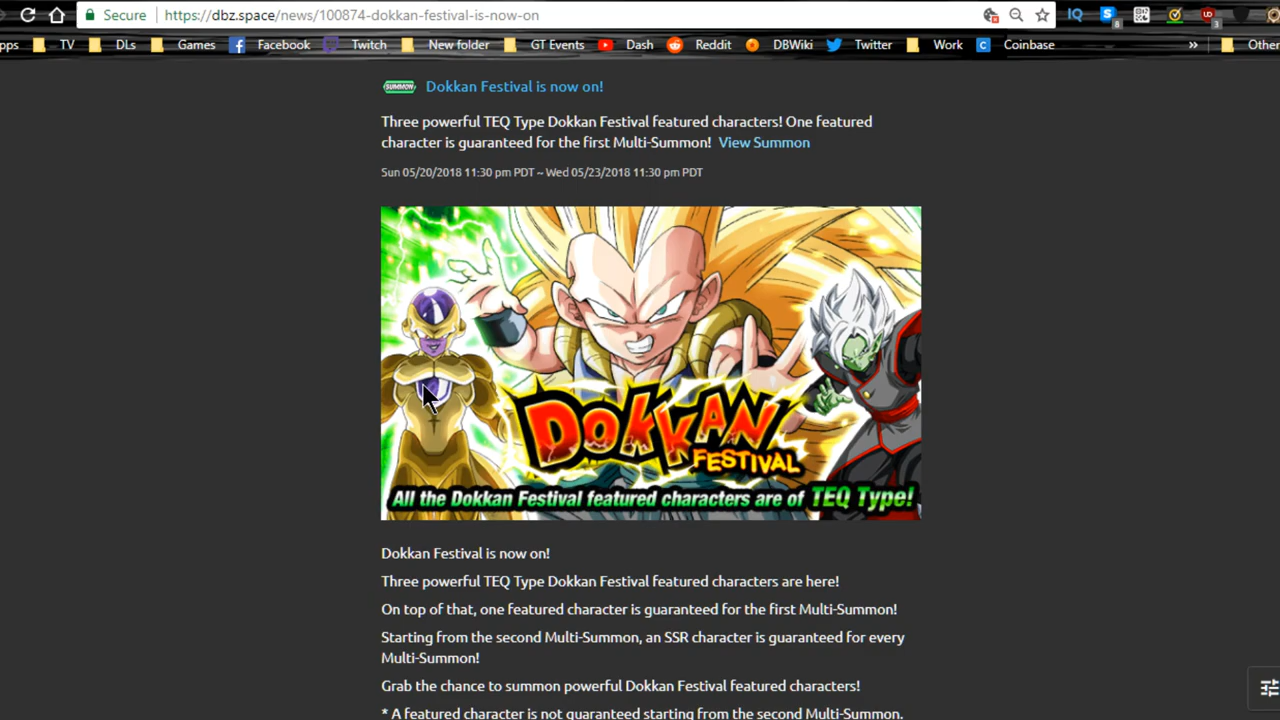 Secure https://dbz.space/news/100874-dokkan-festival-is-now-on IQ S 8 UD 3
pps TV DLs Games Facebook Twitch New folder GT Events Dash Reddit DBWiki Twitter Work C Coinbase » Other
SUMMON Dokkan Festival is now on!
Three powerful TEQ Type Dokkan Festival featured characters! One featured
character is guaranteed for the first Multi-Summon! View Summon
Sun 05/20/2018 11:30 pm PDT ~ Wed 05/23/2018 11:30 pm PDT
DOKKAN
FESTIVAL
All the Dokkan Festival featured characters are of TEQ Type!
Dokkan Festival is now on!
Three powerful TEQ Type Dokkan Festival featured characters are here!
On top of that, one featured character is guaranteed for the first Multi-Summon!
Starting from the second Multi-Summon, an SSR character is guaranteed for every
Multi-Summon!
Grab the chance to summon powerful Dokkan Festival featured characters!
* A featured character is not guaranteed starting from the second Multi-Summon.